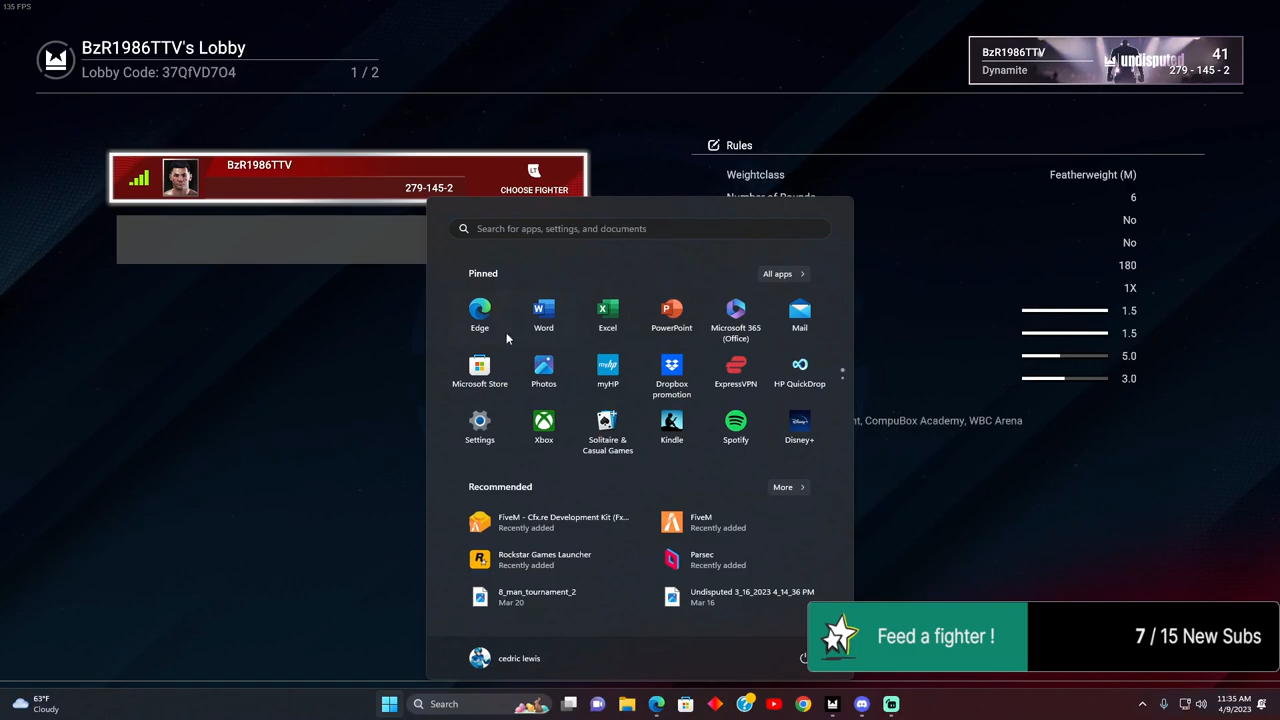 135 FPS
BzR1986TTV's Lobby
Lobby Code: 37QfVD7O4
1 / 2
BzR1986TTV
41
undisputed
Dynamite
279 - 145 - 2
BzR1986TTV
279-145-2
LT
CHOOSE FIGHTER
Rules
Weightclass
Featherweight (M)
6
No
No
180
1X
1.5
1.5
5.0
3.0
CompuBox Academy, WBC Arena
Search for apps, settings, and documents
Pinned
All apps
Edge
Word
Excel
PowerPoint
Microsoft 365
(Office)
Mail
Microsoft Store
Photos
myHP
Dropbox
promotion
ExpressVPN
HP QuickDrop
Settings
Xbox
Solitaire &
Casual Games
Kindle
Spotify
Disney+
Recommended
More
FiveM - Cfx.re Development Kit (Fx...
Recently added
FiveM
Recently added
Rockstar Games Launcher
Recently added
Parsec
Recently added
8_man_tournament_2
Mar 20
Undisputed 3_16_2023 4_14_36 PM
Mar 16
cedric lewis
Feed a fighter !
7 / 15 New Subs
63°F
Cloudy
Search
11:35 AM
4/9/2023